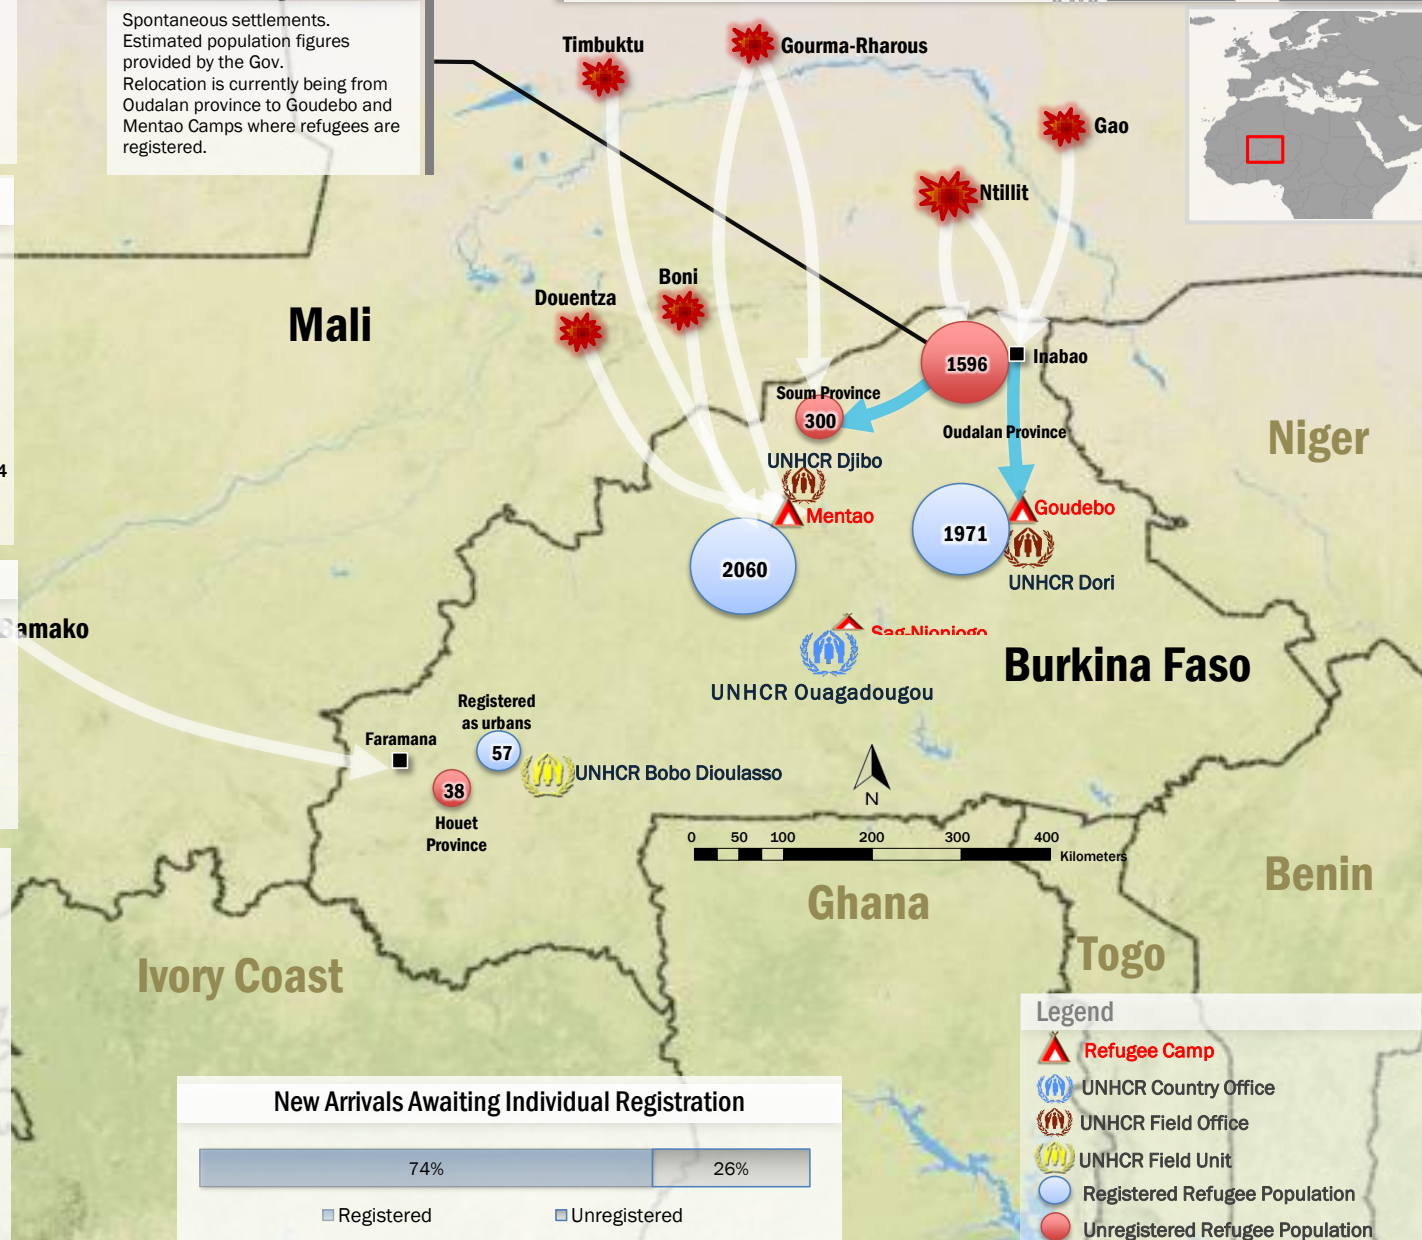 Spontaneous settlements.
Estimated population figures
provided by the Gov.
Relocation is currently being from
Oudalan province to Goudebo and
Mentao Camps where refugees are
registered.
Timbuktu
Gourma-Rharous
Gao
Ntillit
Boni
Douentza
Mali
1596
Inabao
Soum Province
300
Oudalan Province
Niger
UNHCR Djibo
4
Mentao
Goudebo
1971
2060
UNHCR Dori
Bamako
Sag-Nioniogo
Burkina Faso
UNHCR Ouagadougou
Registered
as urbans
Faramana
57
UNHCR Bobo Dioulasso
38
Houet
Province
N
0 50 100 200 300 400
Kilometers
Ghana
Benin
Togo
Ivory Coast
Legend
Refugee Camp
UNHCR Country Office
UNHCR Field Office
UNHCR Field Unit
Registered Refugee Population
Unregistered Refugee Population
New Arrivals Awaiting Individual Registration
74% 26%
Registered Unregistered